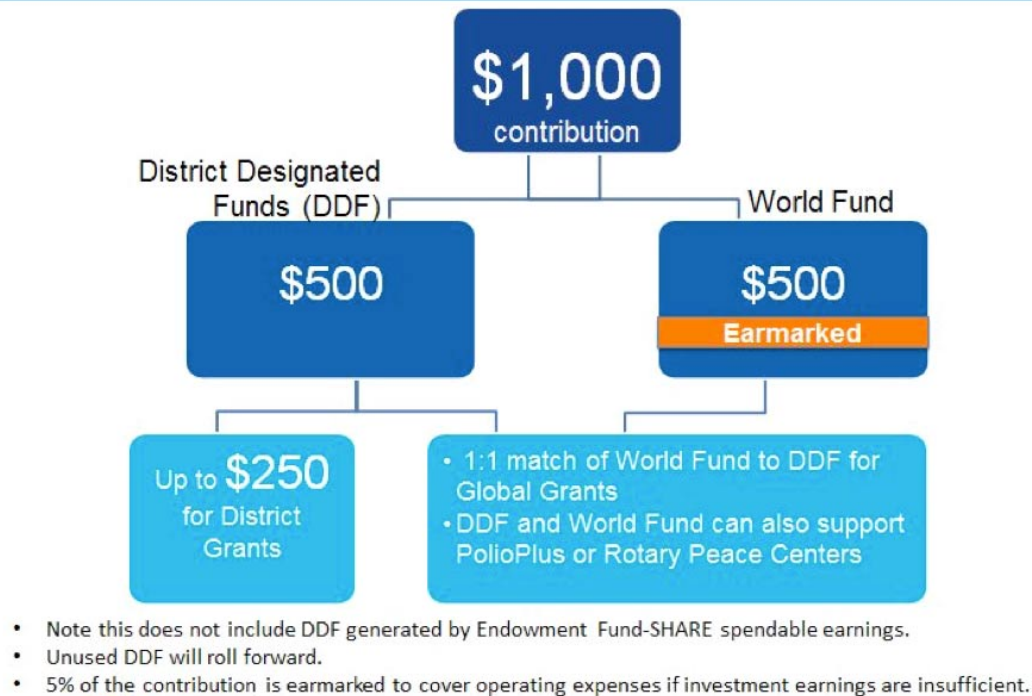 $1,000
contribution
District Designated
Funds (DDF)
World Fund
$500
$500
Earmarked
Up to $250
for District
Grants
• 1:1 match of World Fund to DDF for
Global Grants
• DDF and World Fund can also support
PolioPlus or Rotary Peace Centers
• Note this does not include DDF generated by Endowment Fund-SHARE spendable earnings.
• Unused DDF will roll forward.
• 5% of the contribution is earmarked to cover operating expenses if investment earnings are insufficient.